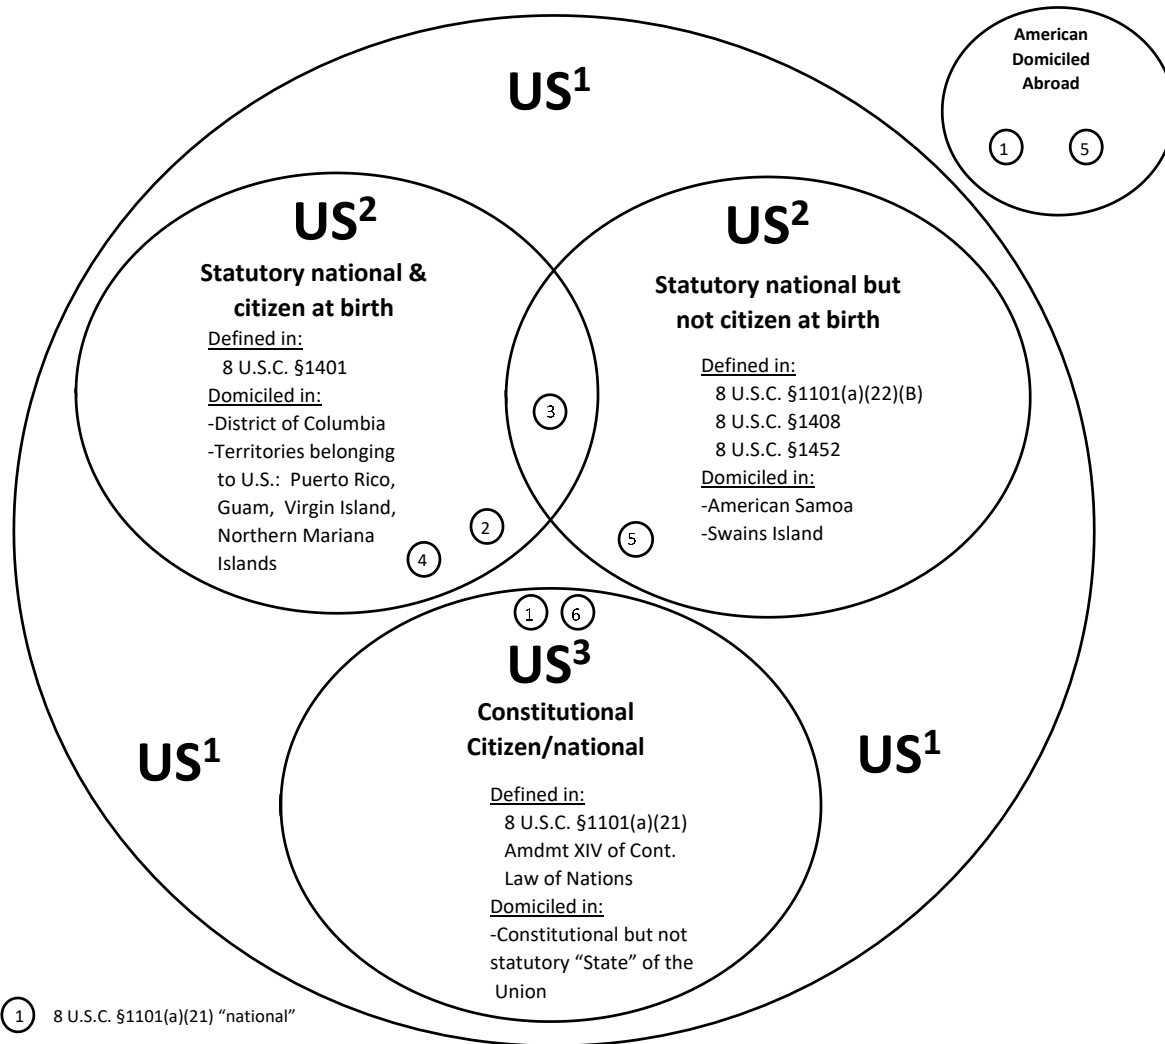 American
Domiciled
Abroad
1 5
US¹
US²
Statutory national &
citizen at birth
Defined in:
8 U.S.C. §1401
Domiciled in:
-District of Columbia
-Territories belonging
to U.S.: Puerto Rico,
Guam, Virgin Island,
Northern Mariana
Islands
2
4
3
US²
Statutory national but
not citizen at birth
Defined in:
8 U.S.C. §1101(a)(22)(B)
8 U.S.C. §1408
8 U.S.C. §1452
Domiciled in:
-American Samoa
-Swains Island
5
1 6
US³
Constitutional
Citizen/national
Defined in:
8 U.S.C. §1101(a)(21)
Amdmt XIV of Cont.
Law of Nations
Domiciled in:
-Constitutional but not
statutory “State” of the
Union
US¹
US¹
1 8 U.S.C. §1101(a)(21) “national”